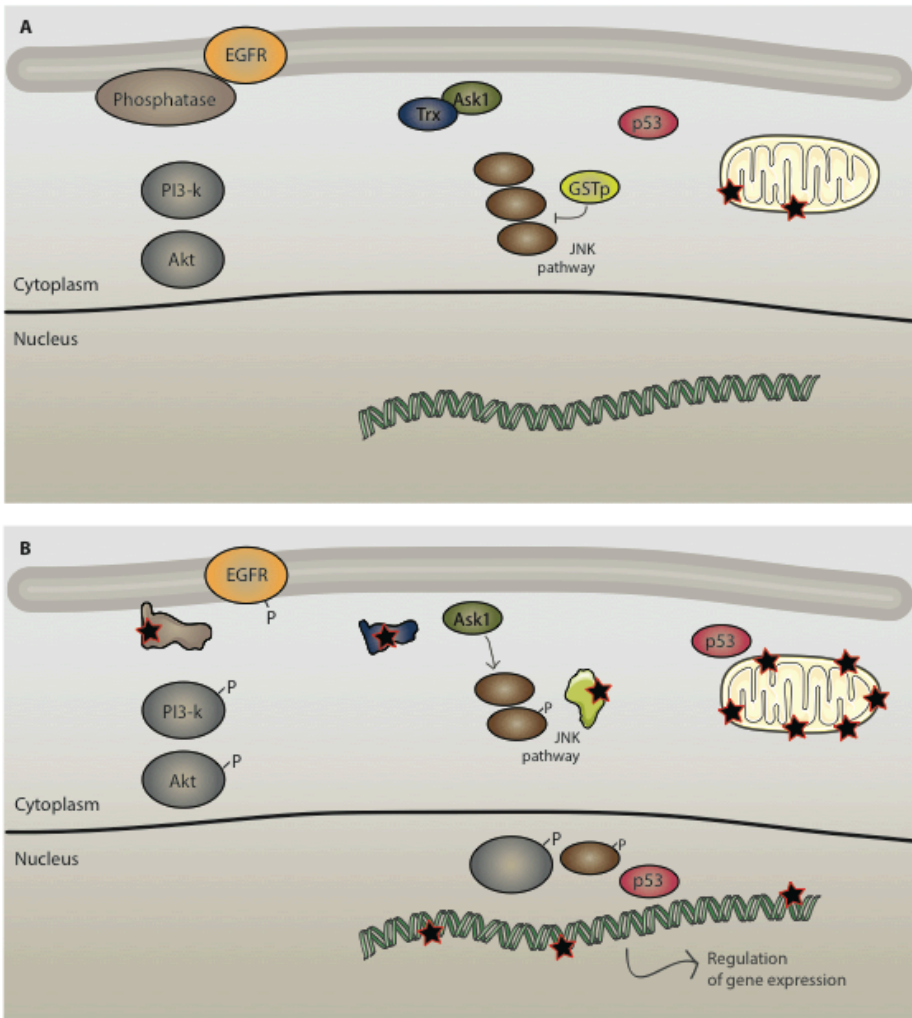 A
EGFR
Phosphatase
Ask1
Trx
p53
PI3-k
GSTp
Akt
JNK
pathway
Cytoplasm
Nucleus
B
EGFR
P
Ask1
p53
P
PI3-k
P
JNK
pathway
P
Akt
Cytoplasm
Nucleus
P
P
p53
Regulation
of gene expression